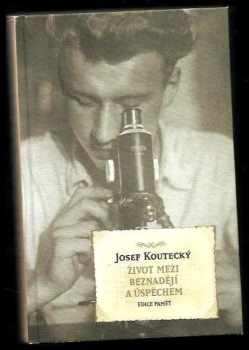 JOSEF KOUTECKÝ
ŽIVOT MEZI
BEZNADĚJÍ
A ÚSPĚCHEM
EDICE PAMĚŤ